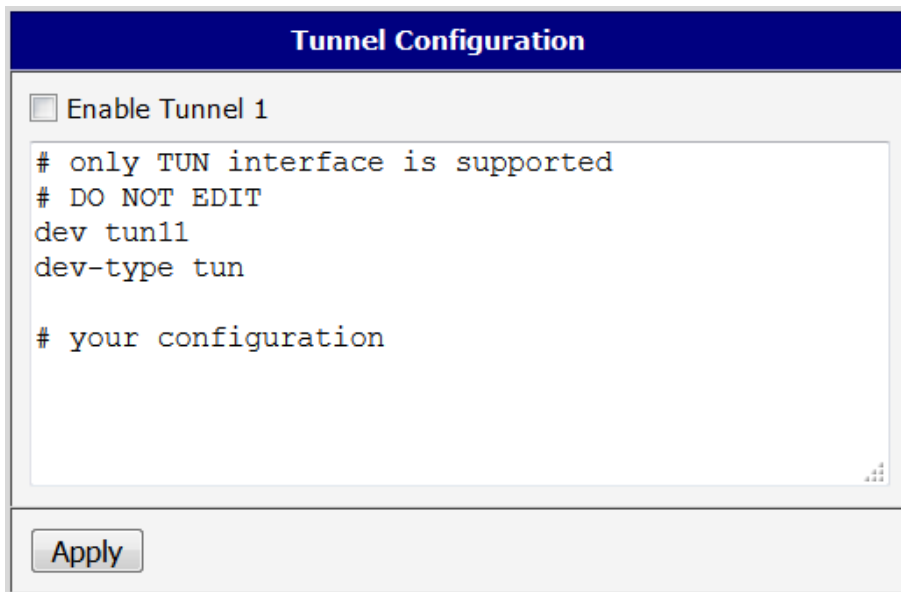 Tunnel Configuration
Enable Tunnel 1
# only TUN interface is supported
# DO NOT EDIT
dev tun11
dev-type tun
# your configuration
Apply